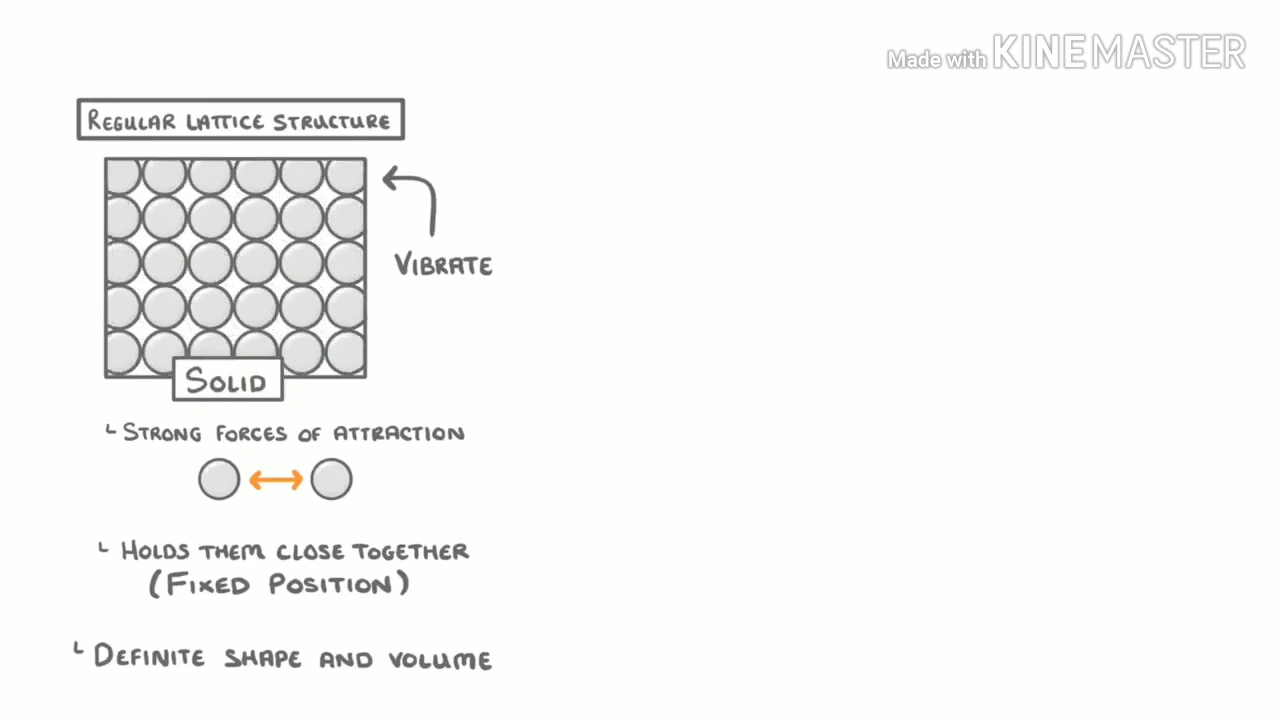 Made with KINEMASTER
REGULAR LATTICE STRUCTURE
VIBRATE
SOLID
STRONG FORCES OF ATTRACTION
HOLDS THEM CLOSE TOGETHER
(FIXED POSITION)
DEFINITE SHAPE AND VOLUME